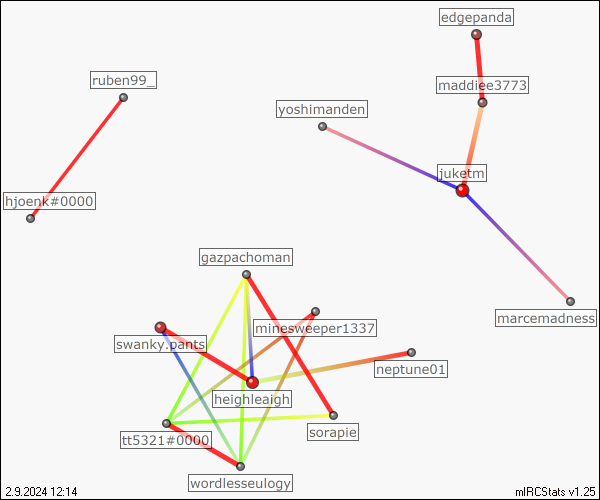 edgepanda
ruben99_
maddiee3773
yoshimanden
juketm
hjoenk#0000
gazpachoman
marcemadness
minesweeper1337
swanky.pants
neptune01
heighleaigh
sorapie
tt5321#0000
wordlesseulogy
2.9.2024 12:14
mIRCStats v1.25